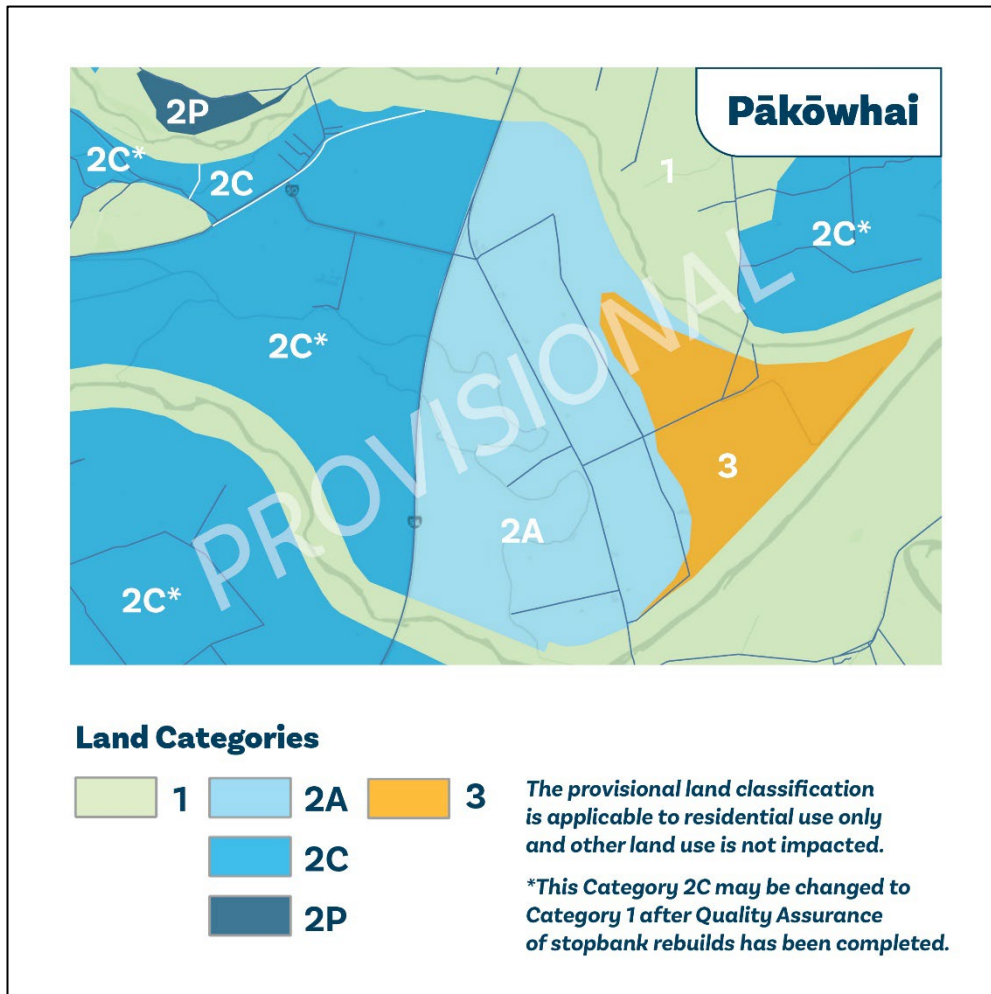 Pākōwhai
2P
2C*
2C
1
2C*
2C*
3
2A
2C*
PROVISIONAL
Land Categories
1
2A
3
2C
2P
The provisional land classification
is applicable to residential use only
and other land use is not impacted.
*This Category 2C may be changed to
Category 1 after Quality Assurance
of stopbank rebuilds has been completed.